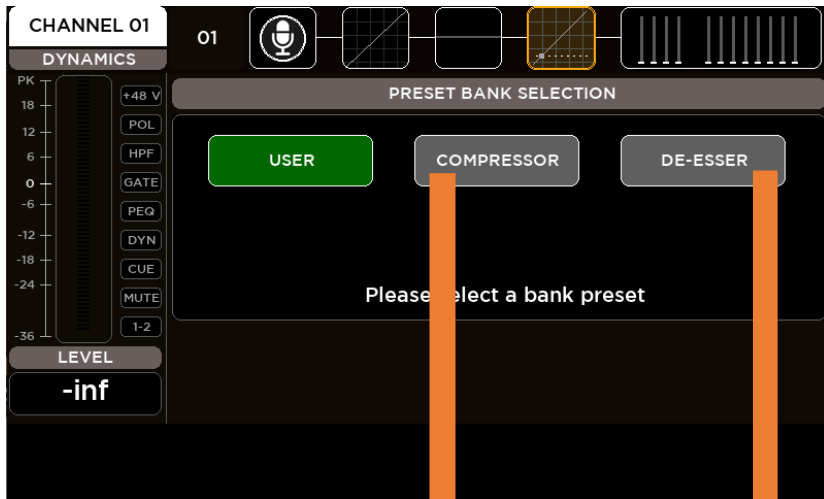 CHANNEL 01
01
DYNAMICS
PRESET BANK SELECTION
PK
18
12
6
0
-6
-12
-18
-24
-36
+48 V
POL
HPF
GATE
PEQ
DYN
CUE
MUTE
1-2
USER
COMPRESSOR
DE-ESSER
Please select a bank preset
LEVEL
-inf